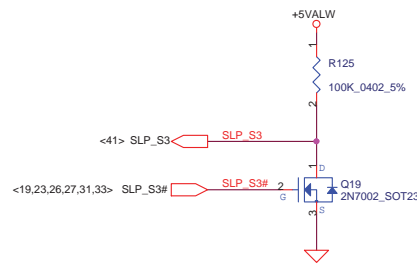 +5VALW
1
R125
100K_0402_5%
2
<41> SLP_S3 SLP_S3
1 D
<19,23,26,27,31,33> SLP_S3# SLP_S3# 2 G
Q19
2N7002_SOT23
3 S